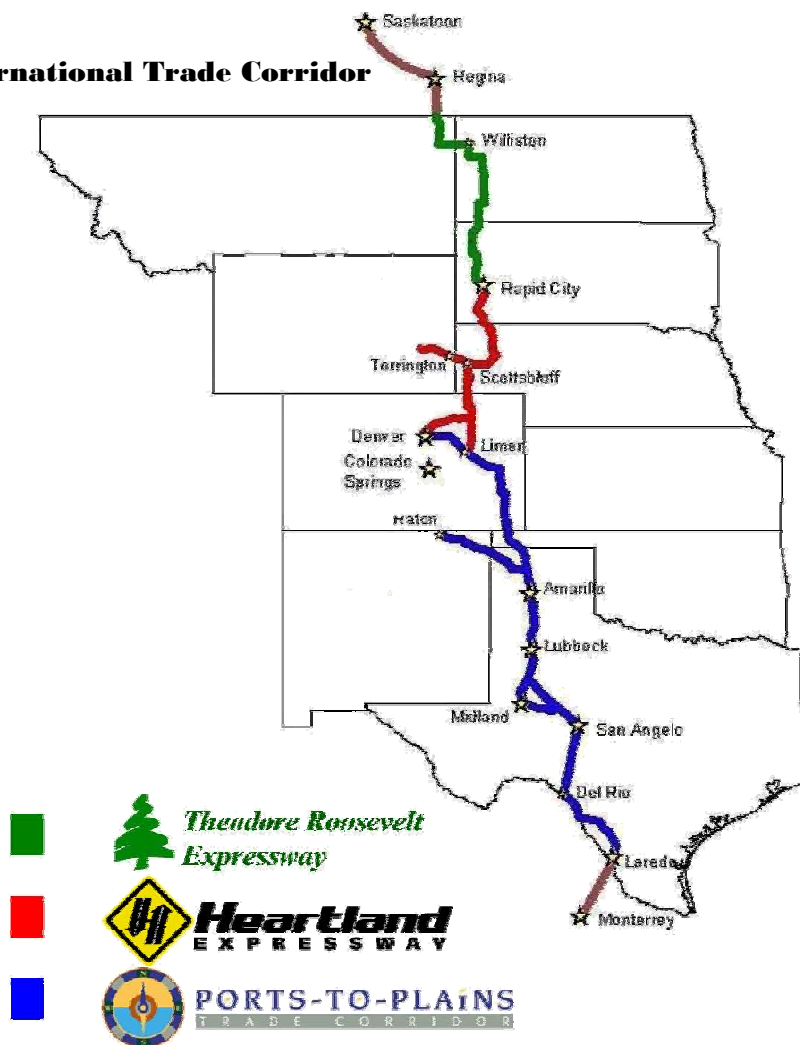 Saskatoon
rnational Trade Corridor
Regina
Williston
Rapid City
Torrington
Scottsbluff
Denver
Limon
Colorado
Springs
Raton
Amarillo
Lubbock
Midland
San Angelo
Del Rio
Laredo
Monterrey
Theodore Roosevelt
Expressway
Heartland
EXPRESSWAY
PORTS-TO-PLAiNS
TRADE CORRIDOR